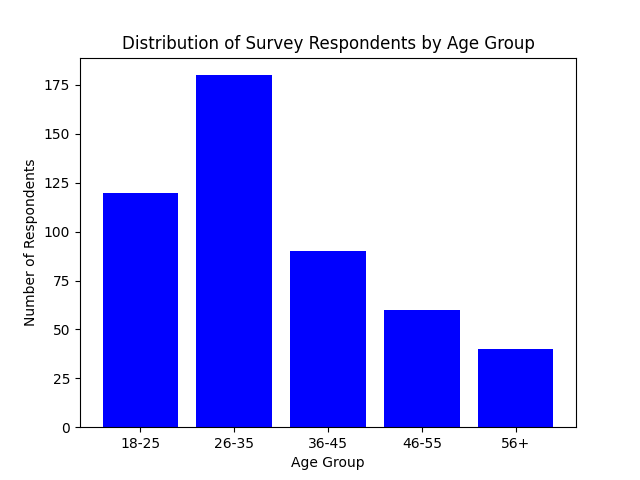 Distribution of Survey Respondents by Age Group
Number of Respondents
175
150
125
100
75
50
25
0
18-25 26-35 36-45 46-55 56+
Age Group